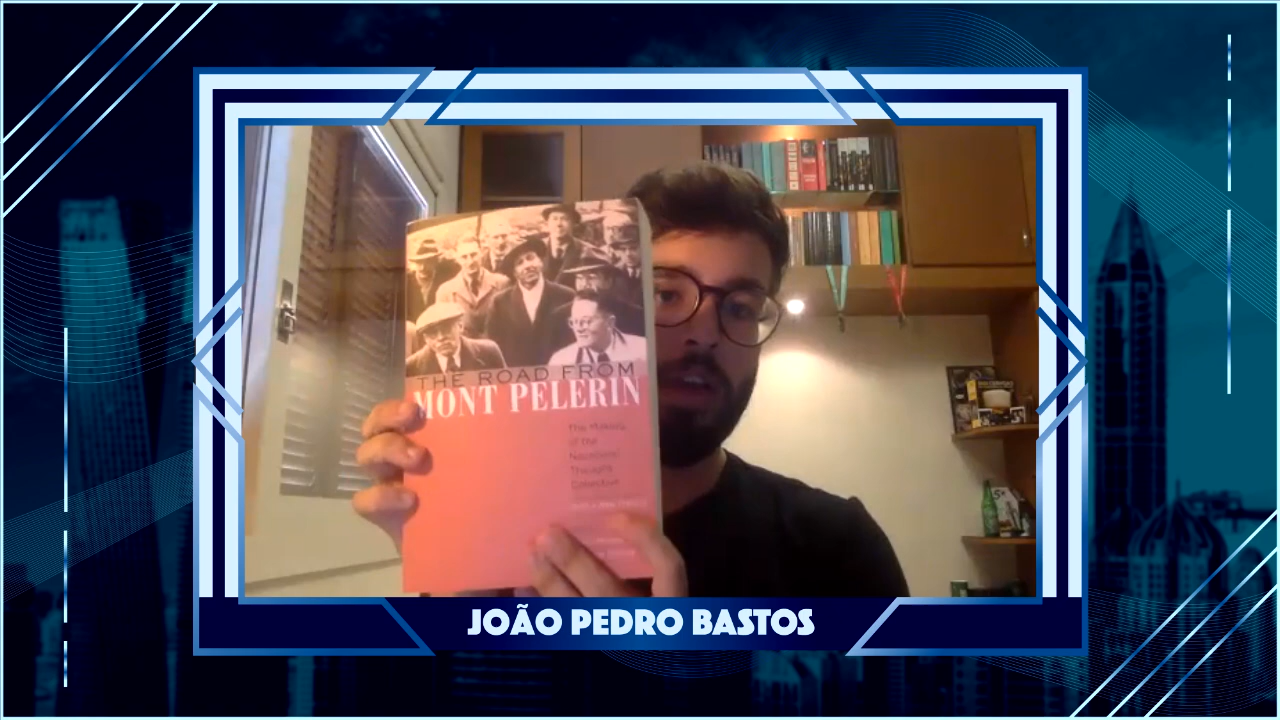 THE ROAD FROM
MONT PELERIN
The Making
of the
Neoliberal
Thought
Collective
JOÃO PEDRO BASTOS